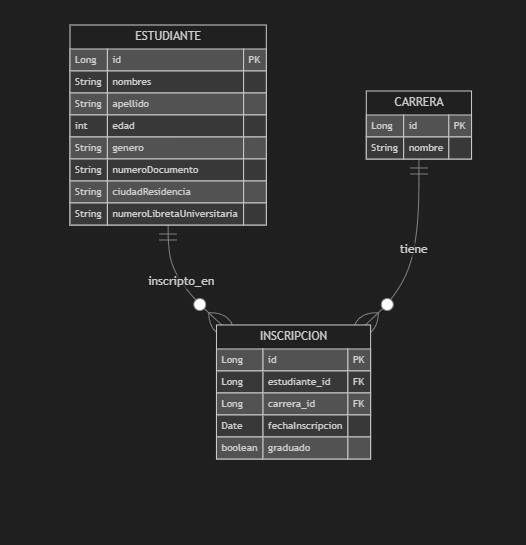 ESTUDIANTE
Long id PK
String nombres
String apellido
int edad
String genero
String numeroDocumento
String ciudadResidencia
String numeroLibretaUniversitaria
CARRERA
Long id PK
String nombre
inscripto_en
tiene
INSCRIPCION
Long id PK
Long estudiante_id FK
Long carrera_id FK
Date fechaInscripcion
boolean graduado